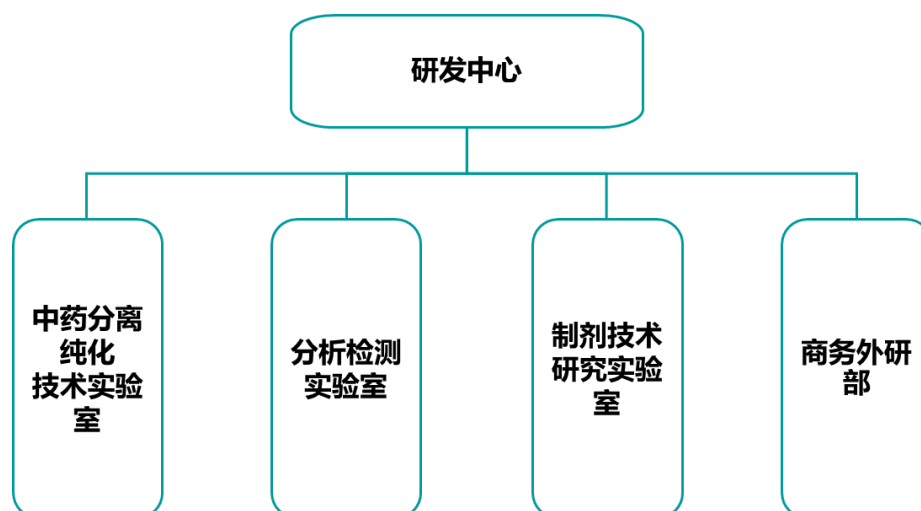 研发中心
中药分离
纯化
技术实验
室
分析检测
实验室
制剂技术
研究实验
室
商务外研
部